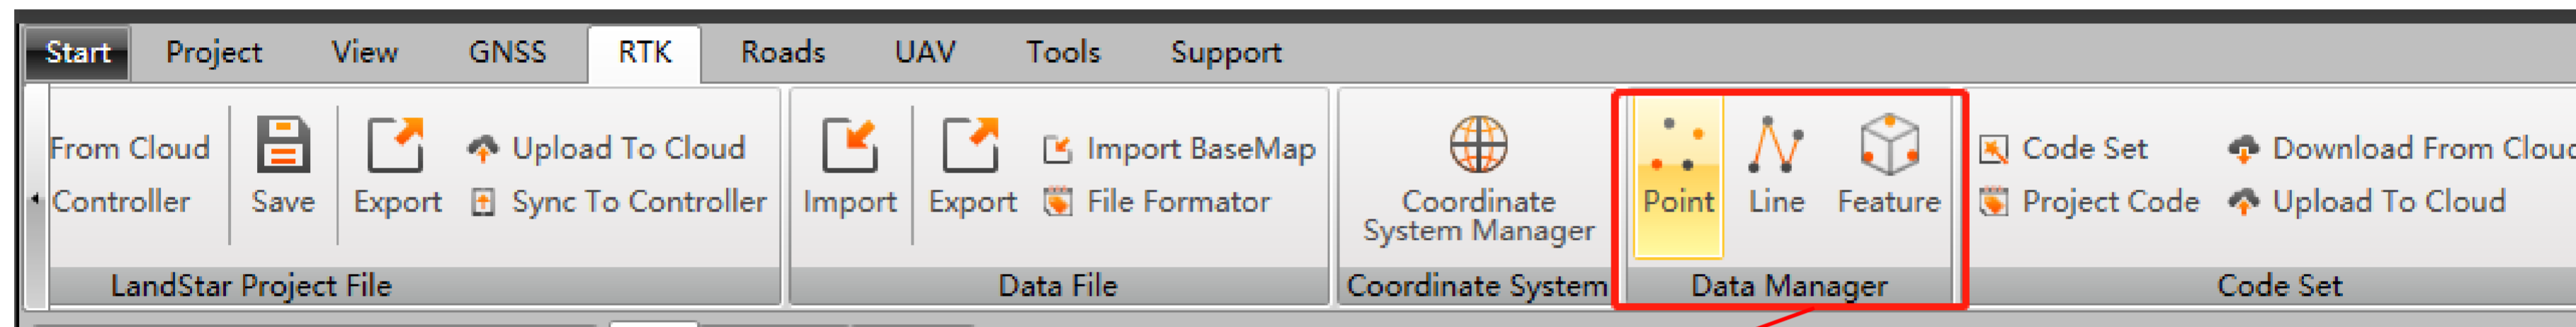 Start Project View GNSS RTK Roads UAV Tools Support
From Cloud Upload To Cloud Import BaseMap Code Set Download From Cloud
Controller Save Export Sync To Controller Import Export File Formator Coordinate System Manager Point Line Feature Project Code Upload To Cloud
LandStar Project File Data File Coordinate System Data Manager Code Set